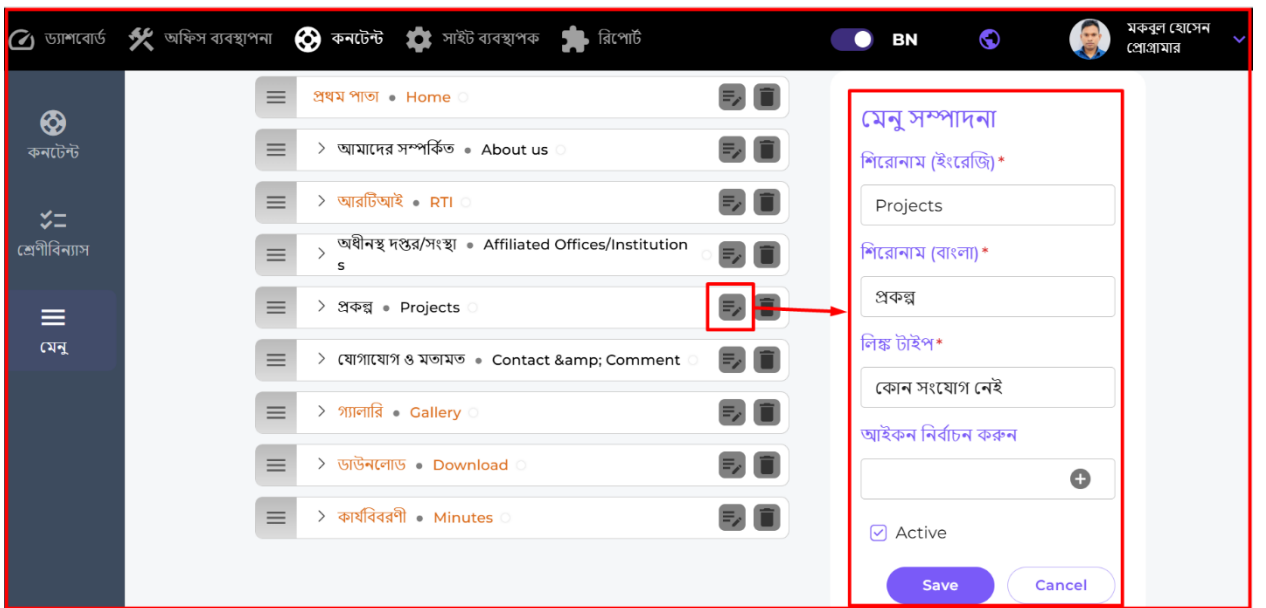 ড্যাশবোর্ড অফিস ব্যবস্থাপনা কনটেন্ট সাইট ব্যবস্থাপক রিপোর্ট BN মকবুল হোসেন
প্রোগ্রামার
কনটেন্ট
শ্রেণীবিন্যাস
মেনু
প্রথম পাতা • Home
> আমাদের সম্পর্কিত • About us
> আরটিআই • RTI
> অধীনস্থ দপ্তর/সংস্থা • Affiliated Offices/Institution
s
> প্রকল্প • Projects
> যোগাযোগ ও মতামত • Contact &amp; Comment
> গ্যালারি • Gallery
> ডাউনলোড • Download
> কার্যবিবরণী • Minutes
মেনু সম্পাদনা
শিরোনাম (ইংরেজি)*
Projects
শিরোনাম (বাংলা)*
প্রকল্প
লিঙ্ক টাইপ*
কোন সংযোগ নেই
আইকন নির্বাচন করুন
Active
Save Cancel